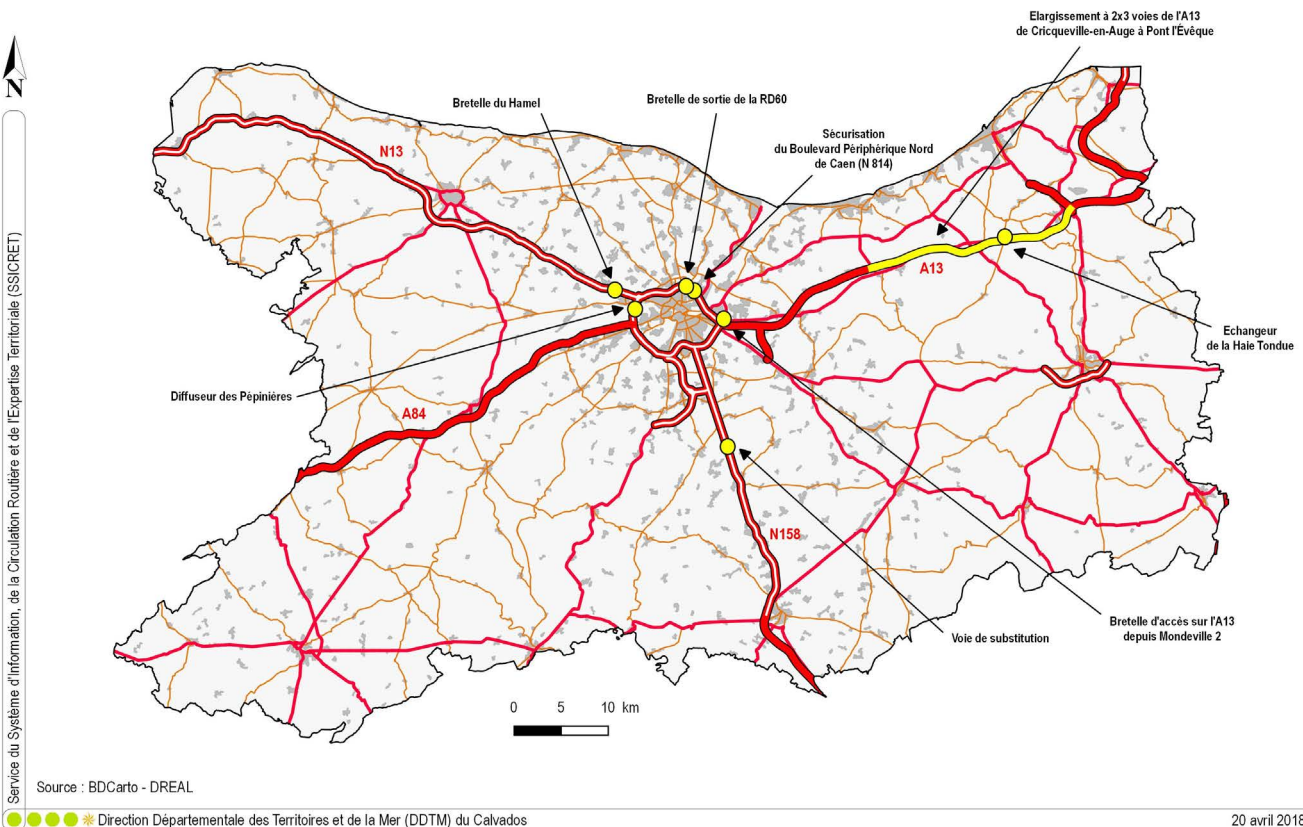 Elargissement à 2x3 voies de l'A13
de Cricqueville-en-Auge à Pont l'Évêque
N
Bretelle du Hamel
Bretelle de sortie de la RD60
Sécurisation
du Boulevard Périphérique Nord
de Caen (N 814)
N13
A13
Echangeur
de la Haie Tondue
Diffuseur des Pépinières
A84
N158
Voie de substitution
Bretelle d'accès sur l'A13
depuis Mondeville 2
0 5 10 km
Service du Système d'Information, de la Circulation Routière et de l'Expertise Territoriale (SSICRET)
Source : BDCarto - DREAL
Direction Départementale des Territoires et de la Mer (DDTM) du Calvados
20 avril 2018